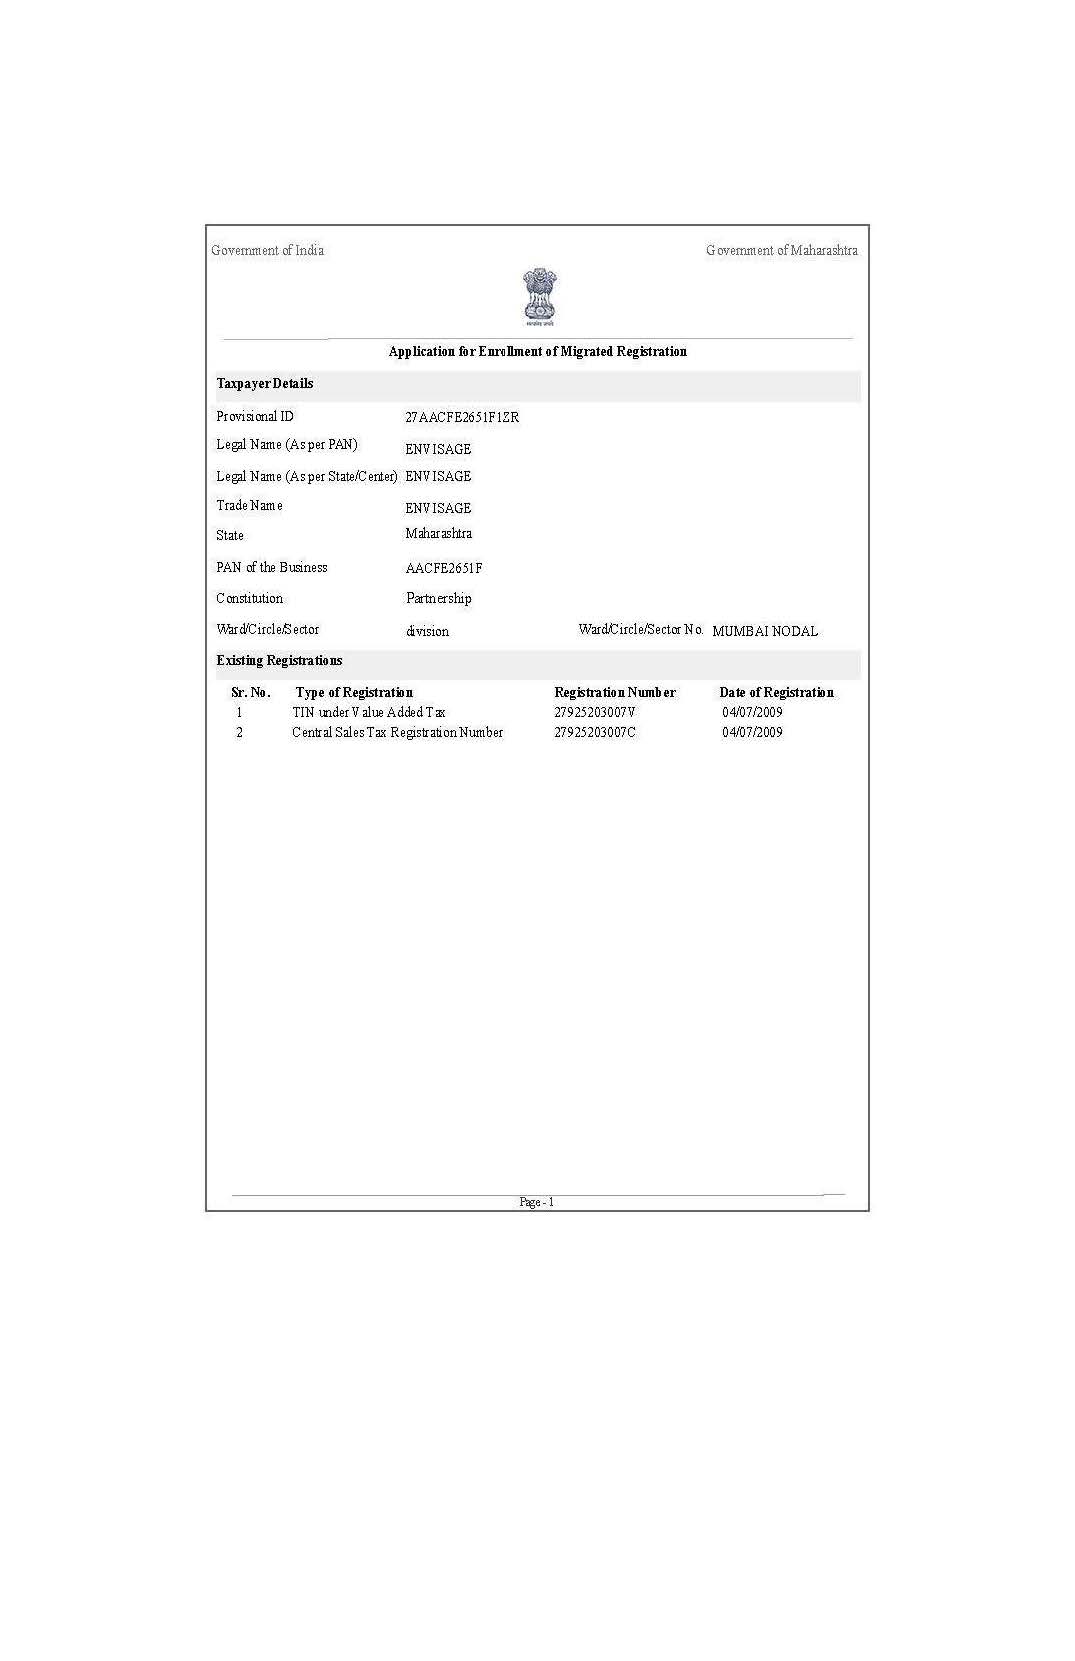 Government of India Government of Maharashtra
सत्यमेव जयते
Application for Enrollment of Migrated Registration
Taxpayer Details
Provisional ID 27AACFE2651F1ZR
Legal Name (As per PAN) ENVISAGE
Legal Name (As per State/Center) ENVISAGE
Trade Name ENVISAGE
State Maharashtra
PAN of the Business AACFE2651F
Constitution Partnership
Ward/Circle/Sector division Ward/Circle/Sector No. MUMBAI NODAL
Existing Registrations
Sr. No. Type of Registration Registration Number Date of Registration
1 TIN under Value Added Tax 27925203007V 04/07/2009
2 Central Sales Tax Registration Number 27925203007C 04/07/2009
Page - 1